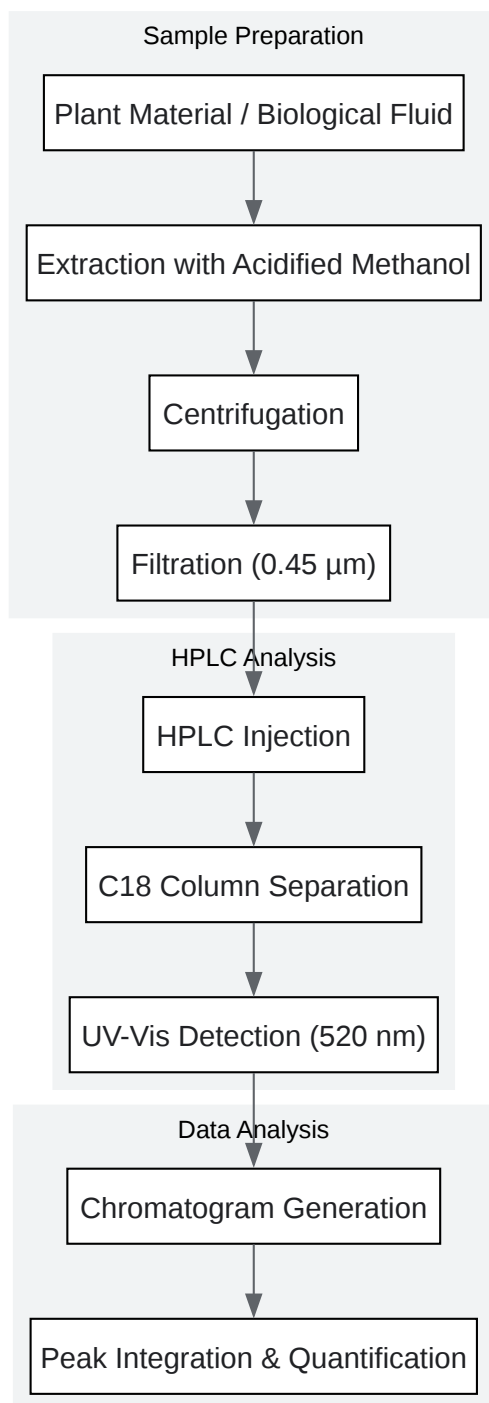 Sample Preparation
Plant Material / Biological Fluid
Extraction with Acidified Methanol
Centrifugation
Filtration (0.45 µm)
HPLC Analysis
HPLC Injection
C18 Column Separation
UV-Vis Detection (520 nm)
Data Analysis
Chromatogram Generation
Peak Integration & Quantification